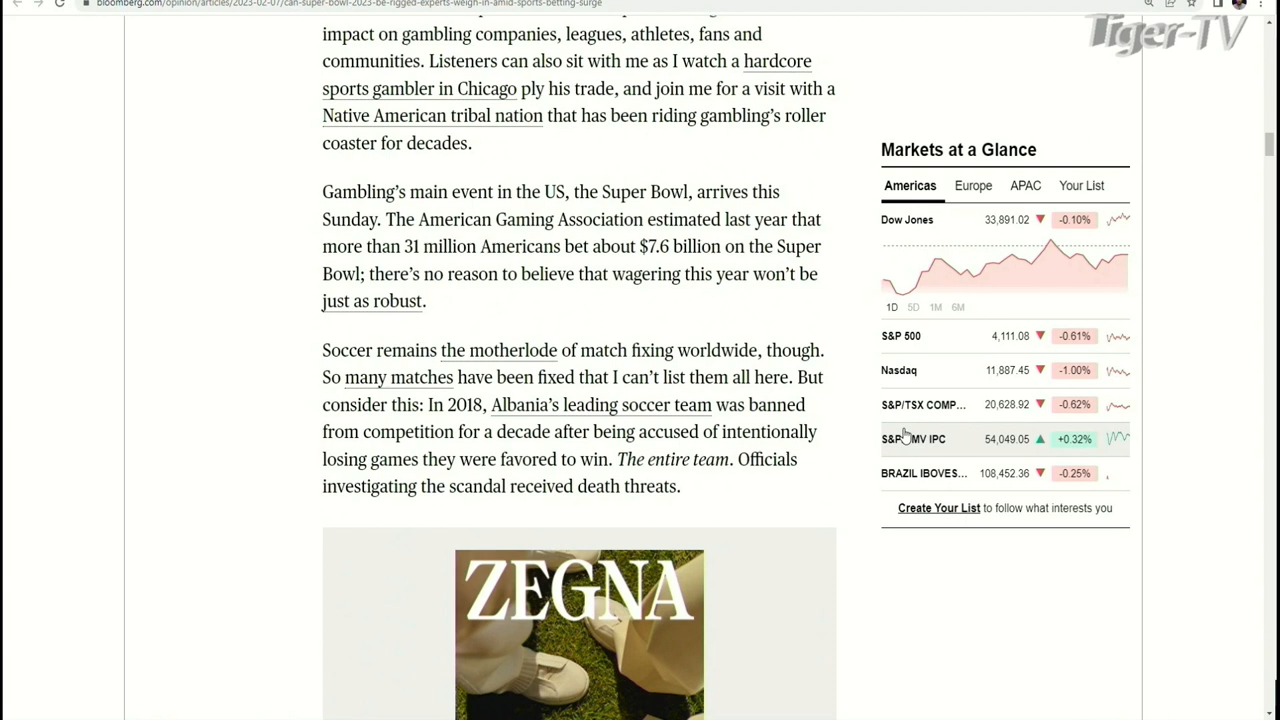 bloomberg.com/opinion/articles/2023-02-07/can-super-bowl-2023-be-rigged-experts-weigh-in-amid-sports-betting-surge
Tiger-TV
impact on gambling companies, leagues, athletes, fans and
communities. Listeners can also sit with me as I watch a hardcore
sports gambler in Chicago ply his trade, and join me for a visit with a
Native American tribal nation that has been riding gambling's roller
coaster for decades.
Gambling's main event in the US, the Super Bowl, arrives this
Sunday. The American Gaming Association estimated last year that
more than 31 million Americans bet about $7.6 billion on the Super
Bowl; there's no reason to believe that wagering this year won't be
just as robust.
Soccer remains the motherlode of match fixing worldwide, though.
So many matches have been fixed that I can't list them all here. But
consider this: In 2018, Albania's leading soccer team was banned
from competition for a decade after being accused of intentionally
losing games they were favored to win. The entire team. Officials
investigating the scandal received death threats.
ZEGNA
Markets at a Glance
Americas Europe APAC Your List
Dow Jones 33,891.02 ▼ -0.10%
1D 5D 1M 6M
S&P 500 4,111.08 ▼ -0.61%
Nasdaq 11,887.45 ▼ -1.00%
S&P/TSX COMP... 20,628.92 ▼ -0.62%
IPC 54,049.05 ▲ +0.32%
BRAZIL IBOVES... 108,452.36 ▼ -0.25%
Create Your List to follow what interests you